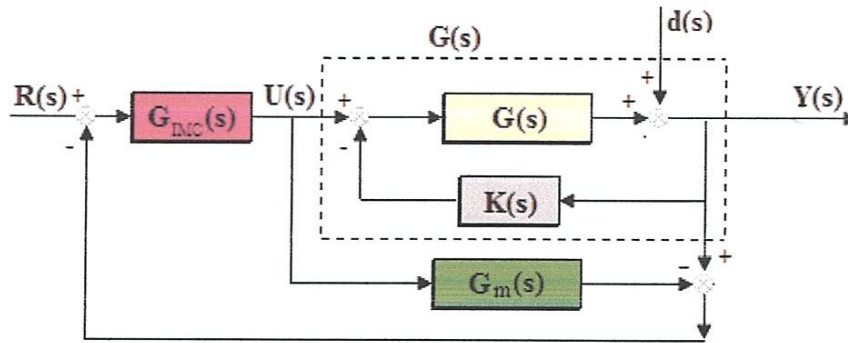 G(s)
d(s)
+
R(s)
+
G_IMC(s)
U(s)
+
G(s)
+
Y(s)
-
-
K(s)
+
-
G_m(s)